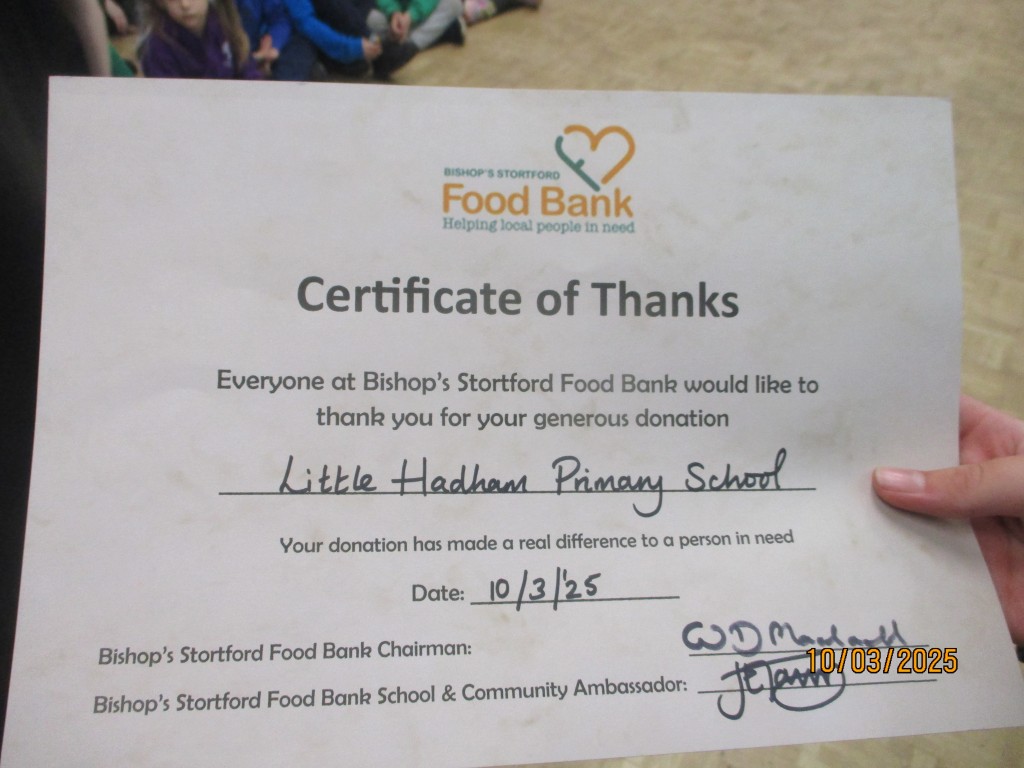 BISHOP'S STORTFORD
Food Bank
Helping local people in need
Certificate of Thanks
Everyone at Bishop's Stortford Food Bank would like to
thank you for your generous donation
Little Hadham Primary School
Your donation has made a real difference to a person in need
Date: 10/3/'25
Bishop's Stortford Food Bank Chairman: WD
10/03/2025
Bishop's Stortford Food Bank School & Community Ambassador: